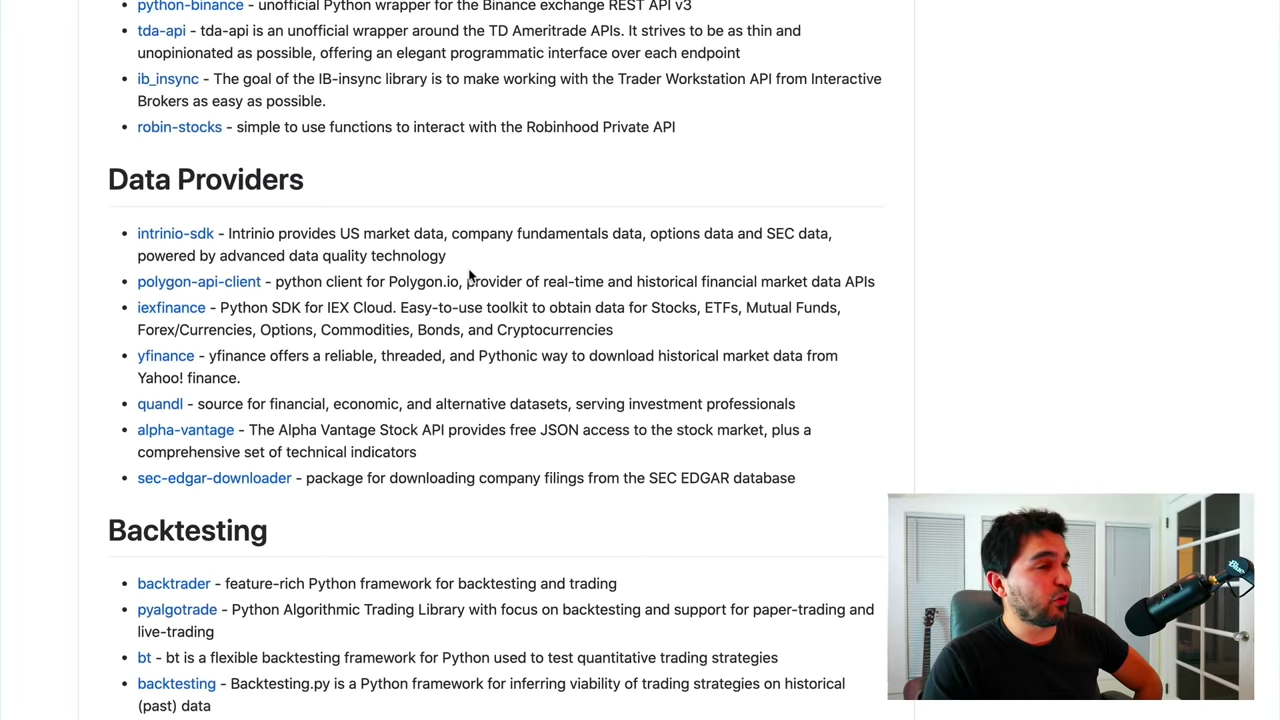 python-binance - unofficial Python wrapper for the Binance exchange REST API v3
tda-api - tda-api is an unofficial wrapper around the TD Ameritrade APIs. It strives to be as thin and
unopinionated as possible, offering an elegant programmatic interface over each endpoint
ib_insync - The goal of the IB-insync library is to make working with the Trader Workstation API from Interactive
Brokers as easy as possible.
robin-stocks - simple to use functions to interact with the Robinhood Private API
Data Providers
intrinio-sdk - Intrinio provides US market data, company fundamentals data, options data and SEC data,
powered by advanced data quality technology
polygon-api-client - python client for Polygon.io, provider of real-time and historical financial market data APIs
iexfinance - Python SDK for IEX Cloud. Easy-to-use toolkit to obtain data for Stocks, ETFs, Mutual Funds,
Forex/Currencies, Options, Commodities, Bonds, and Cryptocurrencies
yfinance - yfinance offers a reliable, threaded, and Pythonic way to download historical market data from
Yahoo! finance.
quandl - source for financial, economic, and alternative datasets, serving investment professionals
alpha-vantage - The Alpha Vantage Stock API provides free JSON access to the stock market, plus a
comprehensive set of technical indicators
sec-edgar-downloader - package for downloading company filings from the SEC EDGAR database
Backtesting
backtrader - feature-rich Python framework for backtesting and trading
pyalgotrade - Python Algorithmic Trading Library with focus on backtesting and support for paper-trading and
live-trading
bt - bt is a flexible backtesting framework for Python used to test quantitative trading strategies
backtesting - Backtesting.py is a Python framework for inferring viability of trading strategies on historical
(past) data
Blue